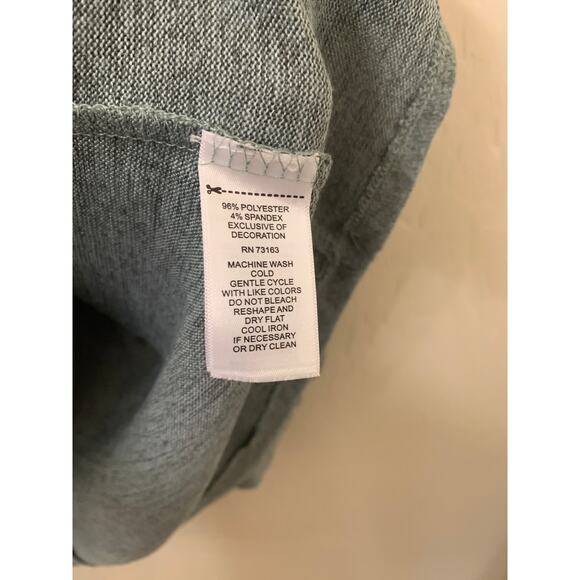 96% POLYESTER
4% SPANDEX
EXCLUSIVE OF
DECORATION
RN 73163
MACHINE WASH
COLD
GENTLE CYCLE
WITH LIKE COLORS
DO NOT BLEACH
RESHAPE AND
DRY FLAT
COOL IRON
IF NECESSARY
OR DRY CLEAN